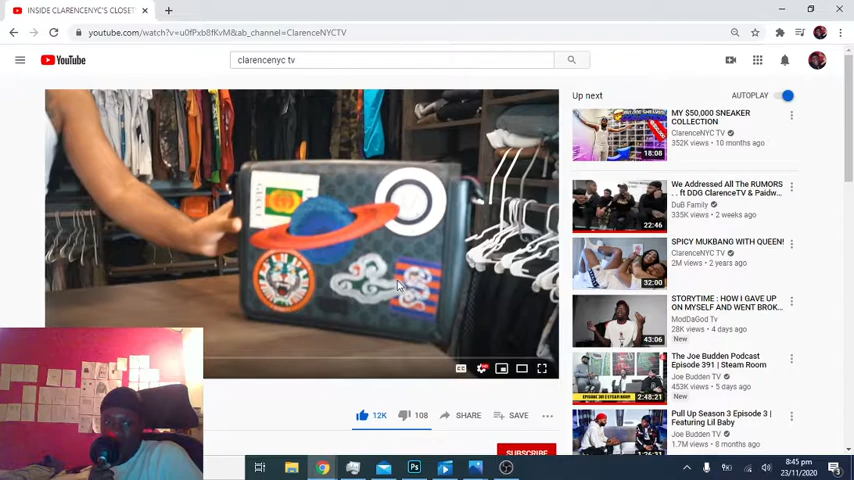 INSIDE CLARENCENYC'S CLOSET
youtube.com/watch?v=u0fPxb8fKvM&ab_channel=ClarenceNYCTV
YouTube
clarencenyc tv
Up next
AUTOPLAY
MY $50,000 SNEAKER
COLLECTION
ClarenceNYC TV
352K views • 10 months ago
18:08
We Addressed All The RUMORS
.. ft DDG ClarenceTV & Paidw...
DuB Family
335K views • 2 weeks ago
22:46
SPICY MUKBANG WITH QUEEN!
ClarenceNYC TV
2M views • 2 years ago
32:00
STORYTIME : HOW I GAVE UP
ON MYSELF AND WENT BROK...
ModDaGod Tv
28K views • 4 days ago
New
43:06
The Joe Budden Podcast
Episode 391 | Steam Room
Joe Budden TV
453K views • 5 days ago
New
2:48:21
Pull Up Season 3 Episode 3 |
Featuring Lil Baby
Joe Budden TV
1.7M views • 8 months ago
GUCCI
12K
108
SHARE
SAVE
SUBSCRIBE
8:45 pm
23/11/2020